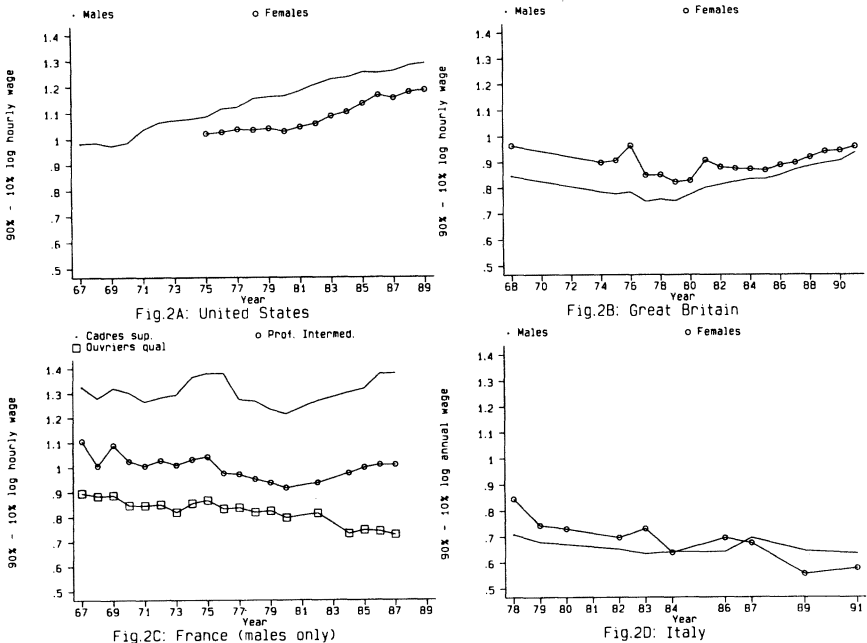 · Males o Females
90% - 10% log hourly wage
1.4
1.3
1.2
1.1
1
.9
.8
.7
.6
.5
67 69 71 73 75 77 79 81 83 85 87 89
Year
Fig.2A: United States
· Males o Females
90% - 10% log hourly wage
1.4
1.3
1.2
1.1
1
.9
.8
.7
.6
.5
68 70 72 74 76 78 80 82 84 86 88 90
Year
Fig.2B: Great Britain
· Cadres sup. o Prof. Intermed.
□ Ouvriers qual
90% - 10% log hourly wage
1.4
1.3
1.2
1.1
1
.9
.8
.7
.6
.5
67 69 71 73 75 77 79 81 83 85 87 89
Year
Fig.2C: France (males only)
· Males o Females
90% - 10% log annual wage
1.4
1.3
1.2
1.1
1
.9
.8
.7
.6
.5
78 79 80 82 83 84 86 87 89 91
Year
Fig.2D: Italy